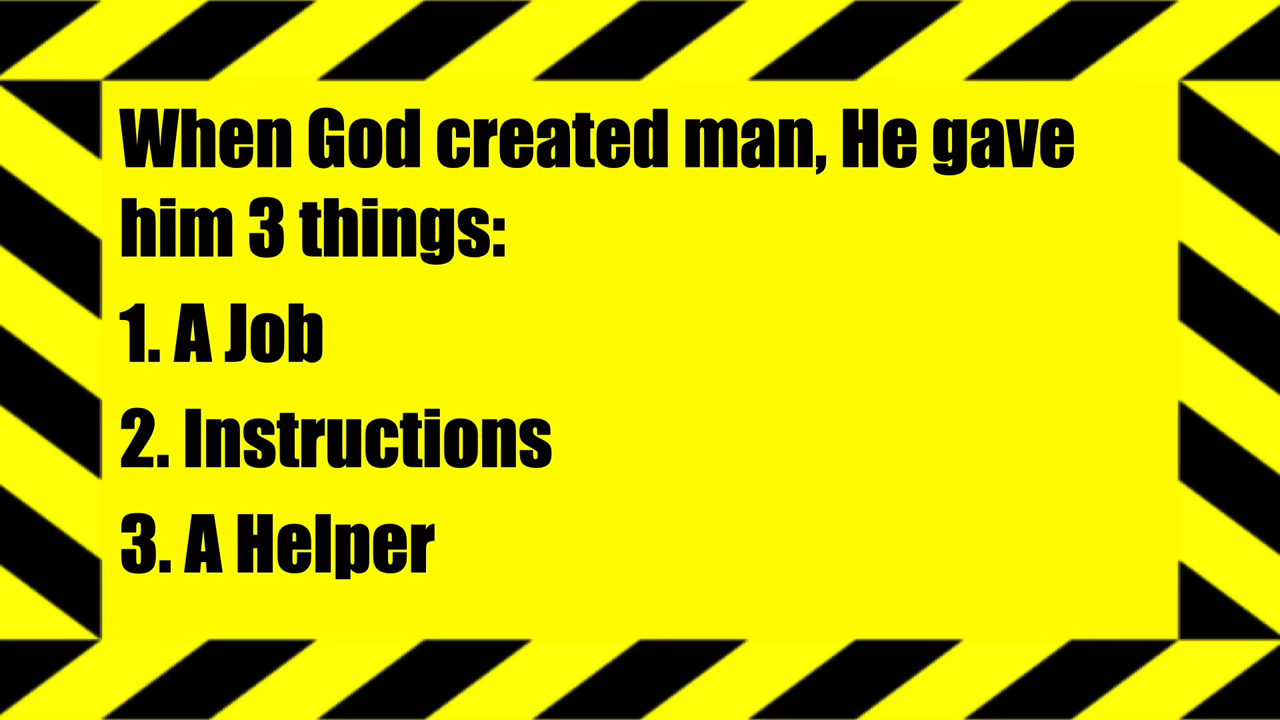 When God created man, He gave
him 3 things:
1. A Job
2. Instructions
3. A Helper